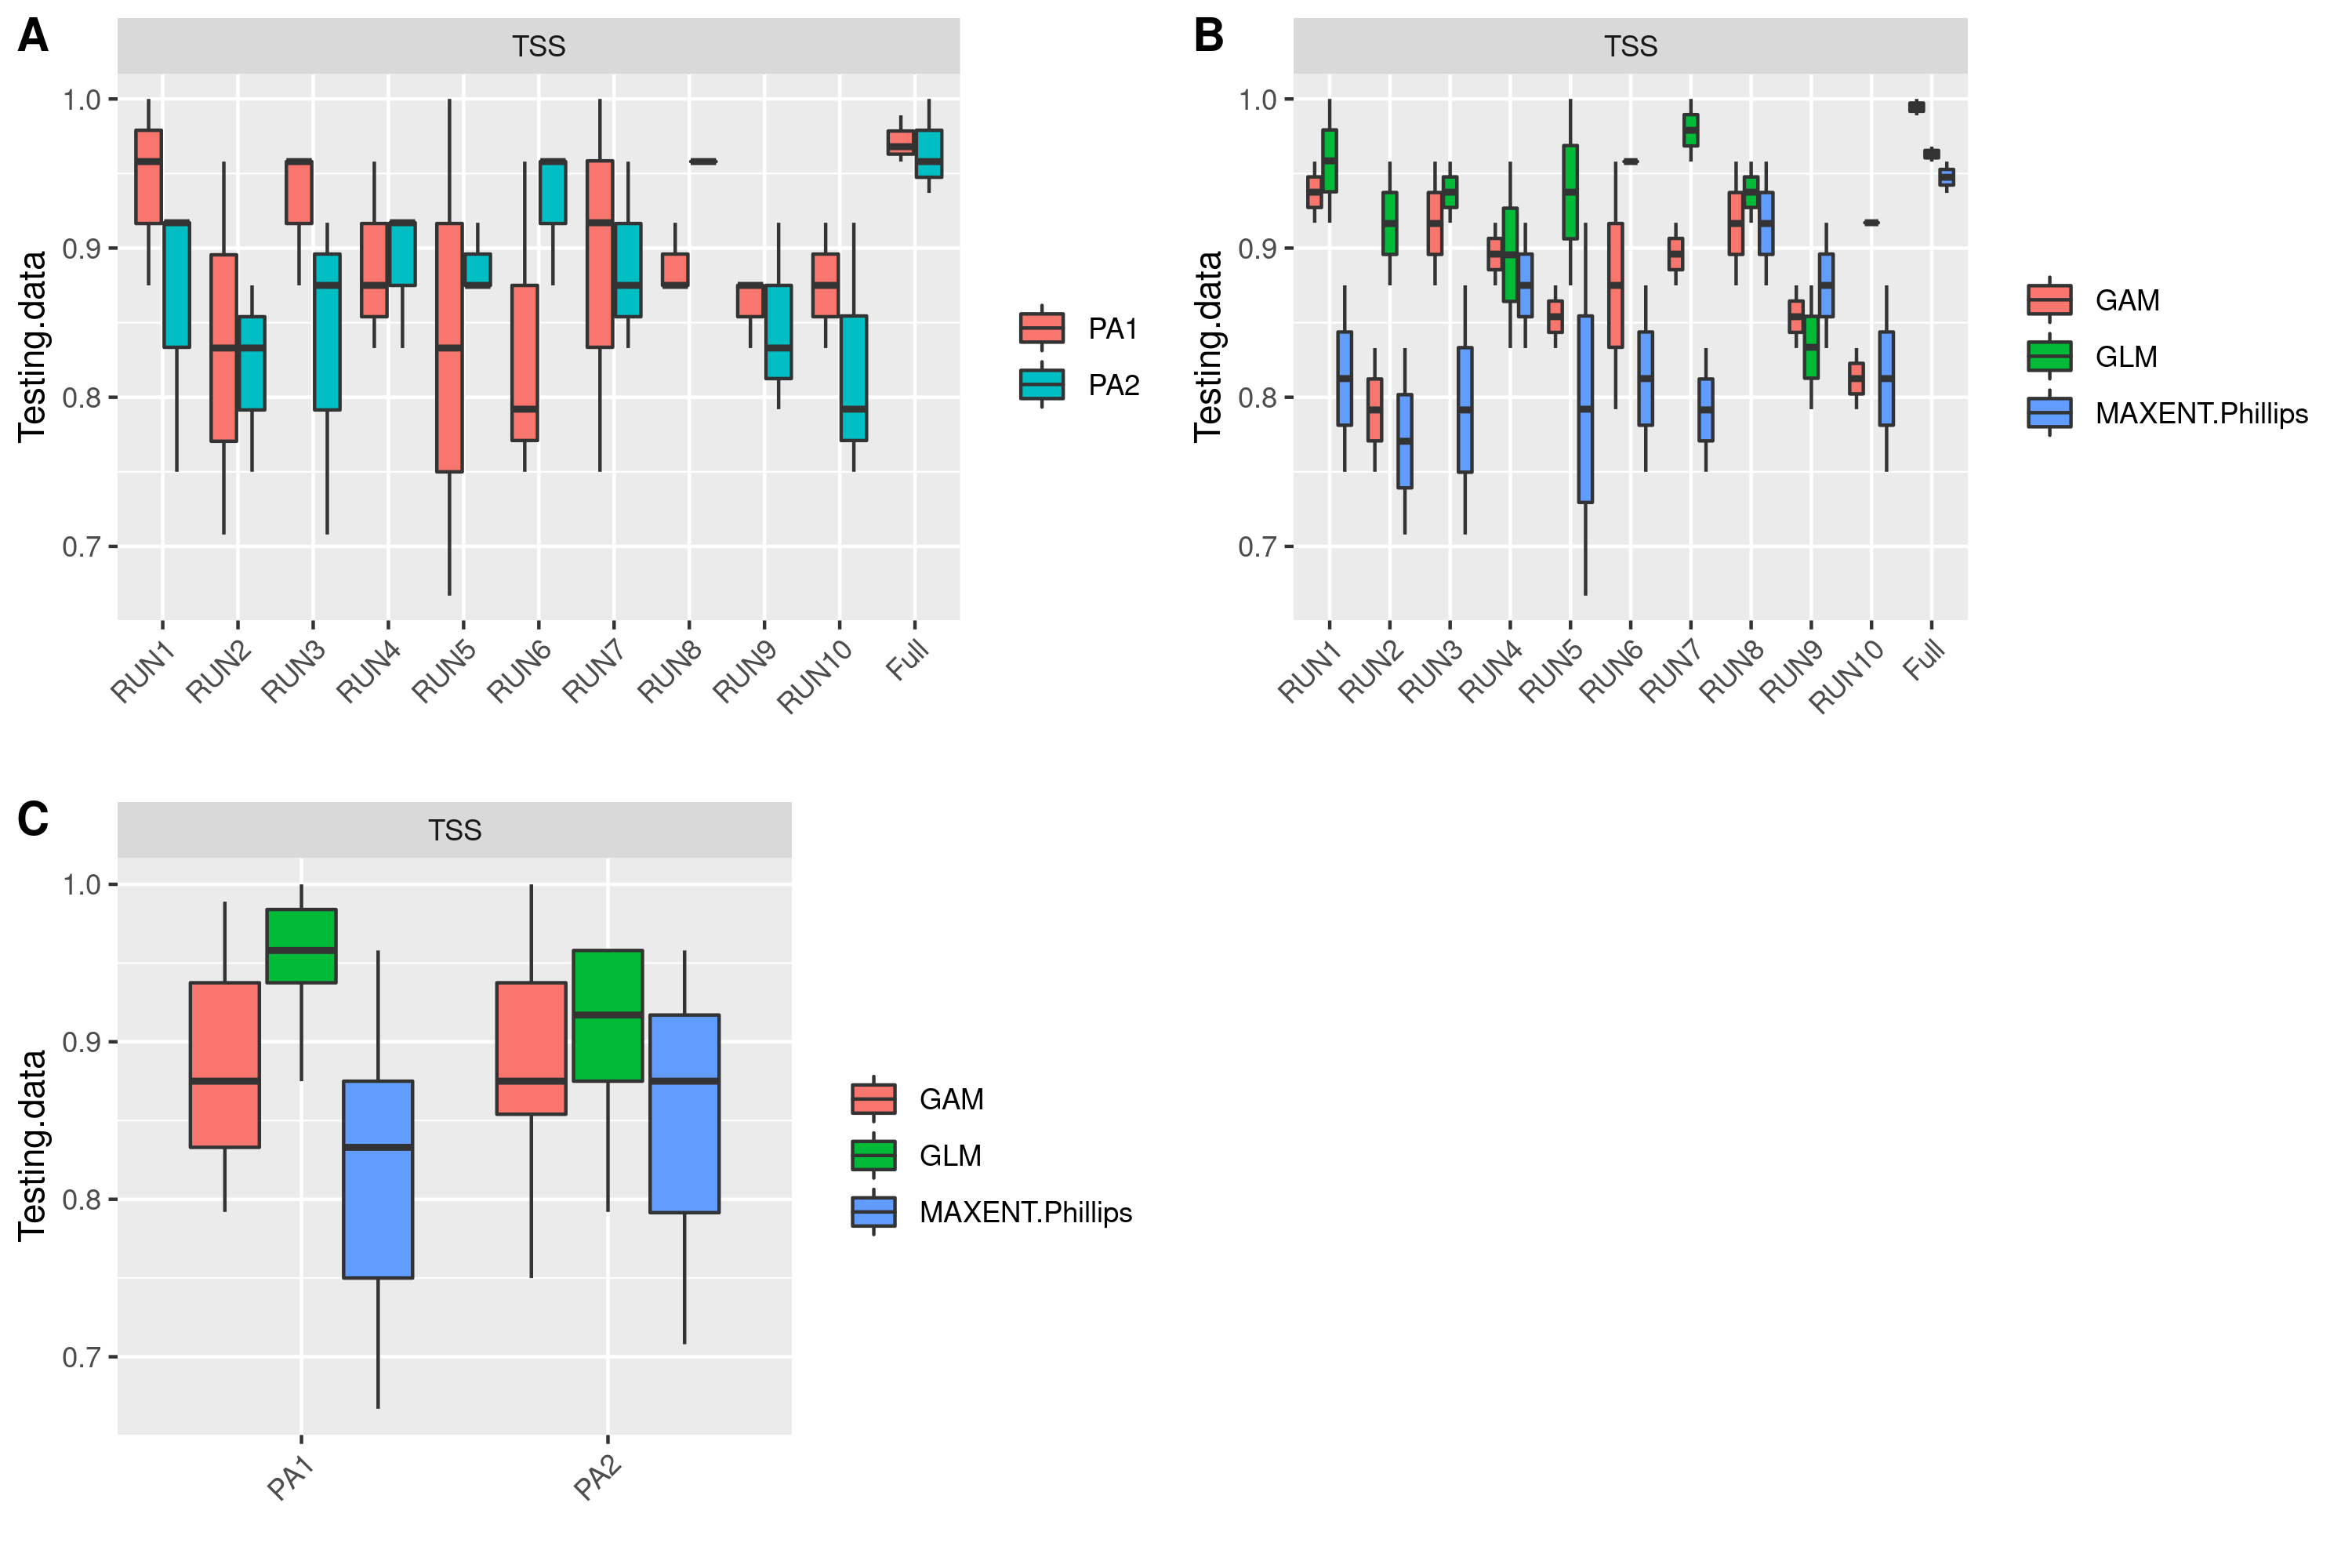 A
TSS
1.0
0.9
0.8
0.7
Testing.data
RUN1
RUN2
RUN3
RUN4
RUN5
RUN6
RUN7
RUN8
RUN9
RUN10
Full
PA1
PA2
B
TSS
1.0
0.9
0.8
0.7
Testing.data
RUN1
RUN2
RUN3
RUN4
RUN5
RUN6
RUN7
RUN8
RUN9
RUN10
Full
GAM
GLM
MAXENT.Phillips
C
TSS
1.0
0.9
0.8
0.7
Testing.data
PA1
PA2
GAM
GLM
MAXENT.Phillips